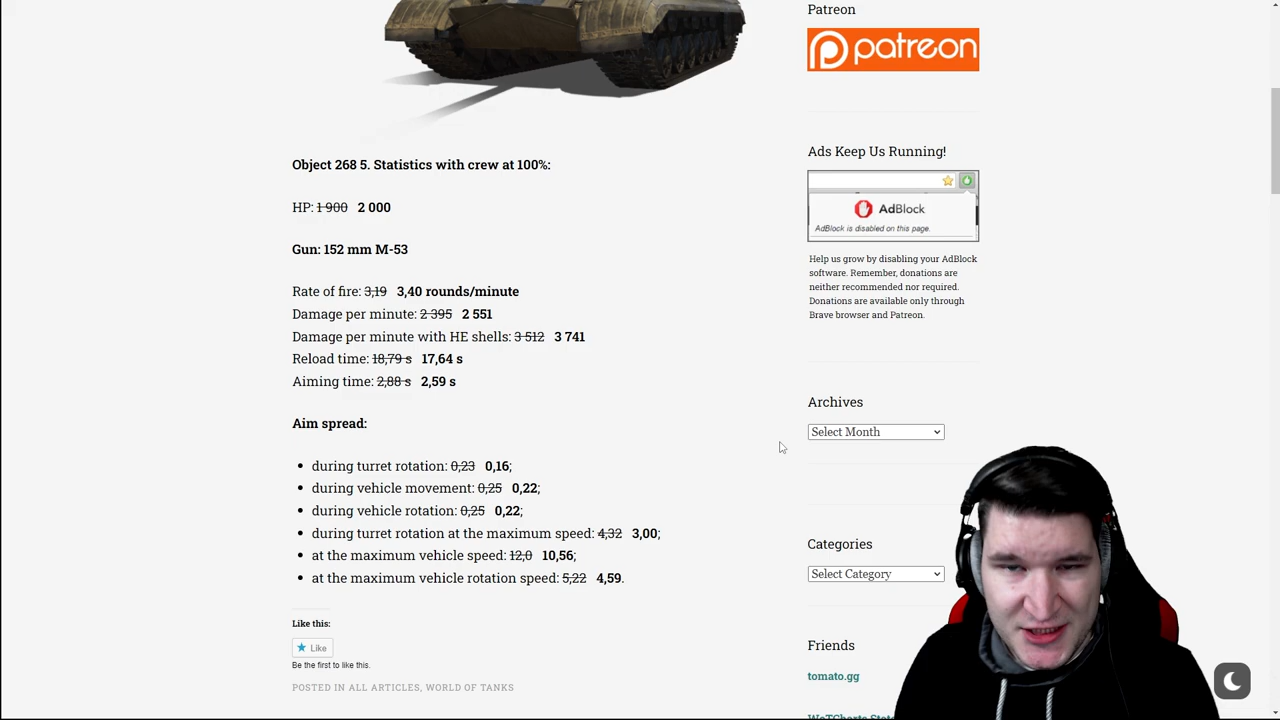 Patreon
patreon
Ads Keep Us Running!
AdBlock
AdBlock is disabled on this page.
Help us grow by disabling your AdBlock
software. Remember, donations are
neither recommended nor required.
Donations are available only through
Brave browser and Patreon.
Archives
Select Month
Categories
Select Category
Friends
tomato.gg
Object 268 5. Statistics with crew at 100%:
HP: 1 900 2 000
Gun: 152 mm M-53
Rate of fire: 3,19 3,40 rounds/minute
Damage per minute: 2 395 2 551
Damage per minute with HE shells: 3 512 3 741
Reload time: 18,79 s 17,64 s
Aiming time: 2,88 s 2,59 s
Aim spread:
• during turret rotation: 0,23 0,16;
• during vehicle movement: 0,25 0,22;
• during vehicle rotation: 0,25 0,22;
• during turret rotation at the maximum speed: 4,32 3,00;
• at the maximum vehicle speed: 12,0 10,56;
• at the maximum vehicle rotation speed: 5,22 4,59.
Like this:
Like
Be the first to like this.
POSTED IN ALL ARTICLES, WORLD OF TANKS